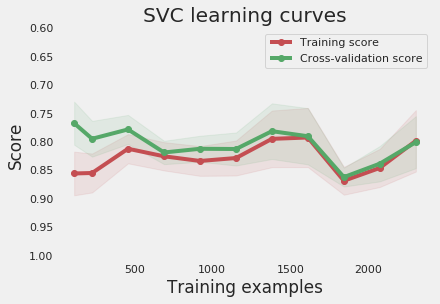 SVC learning curves
Training score
Cross-validation score
0.60
0.65
0.70
0.75
0.80
0.85
0.90
0.95
1.00
Score
500
1000
1500
2000
Training examples